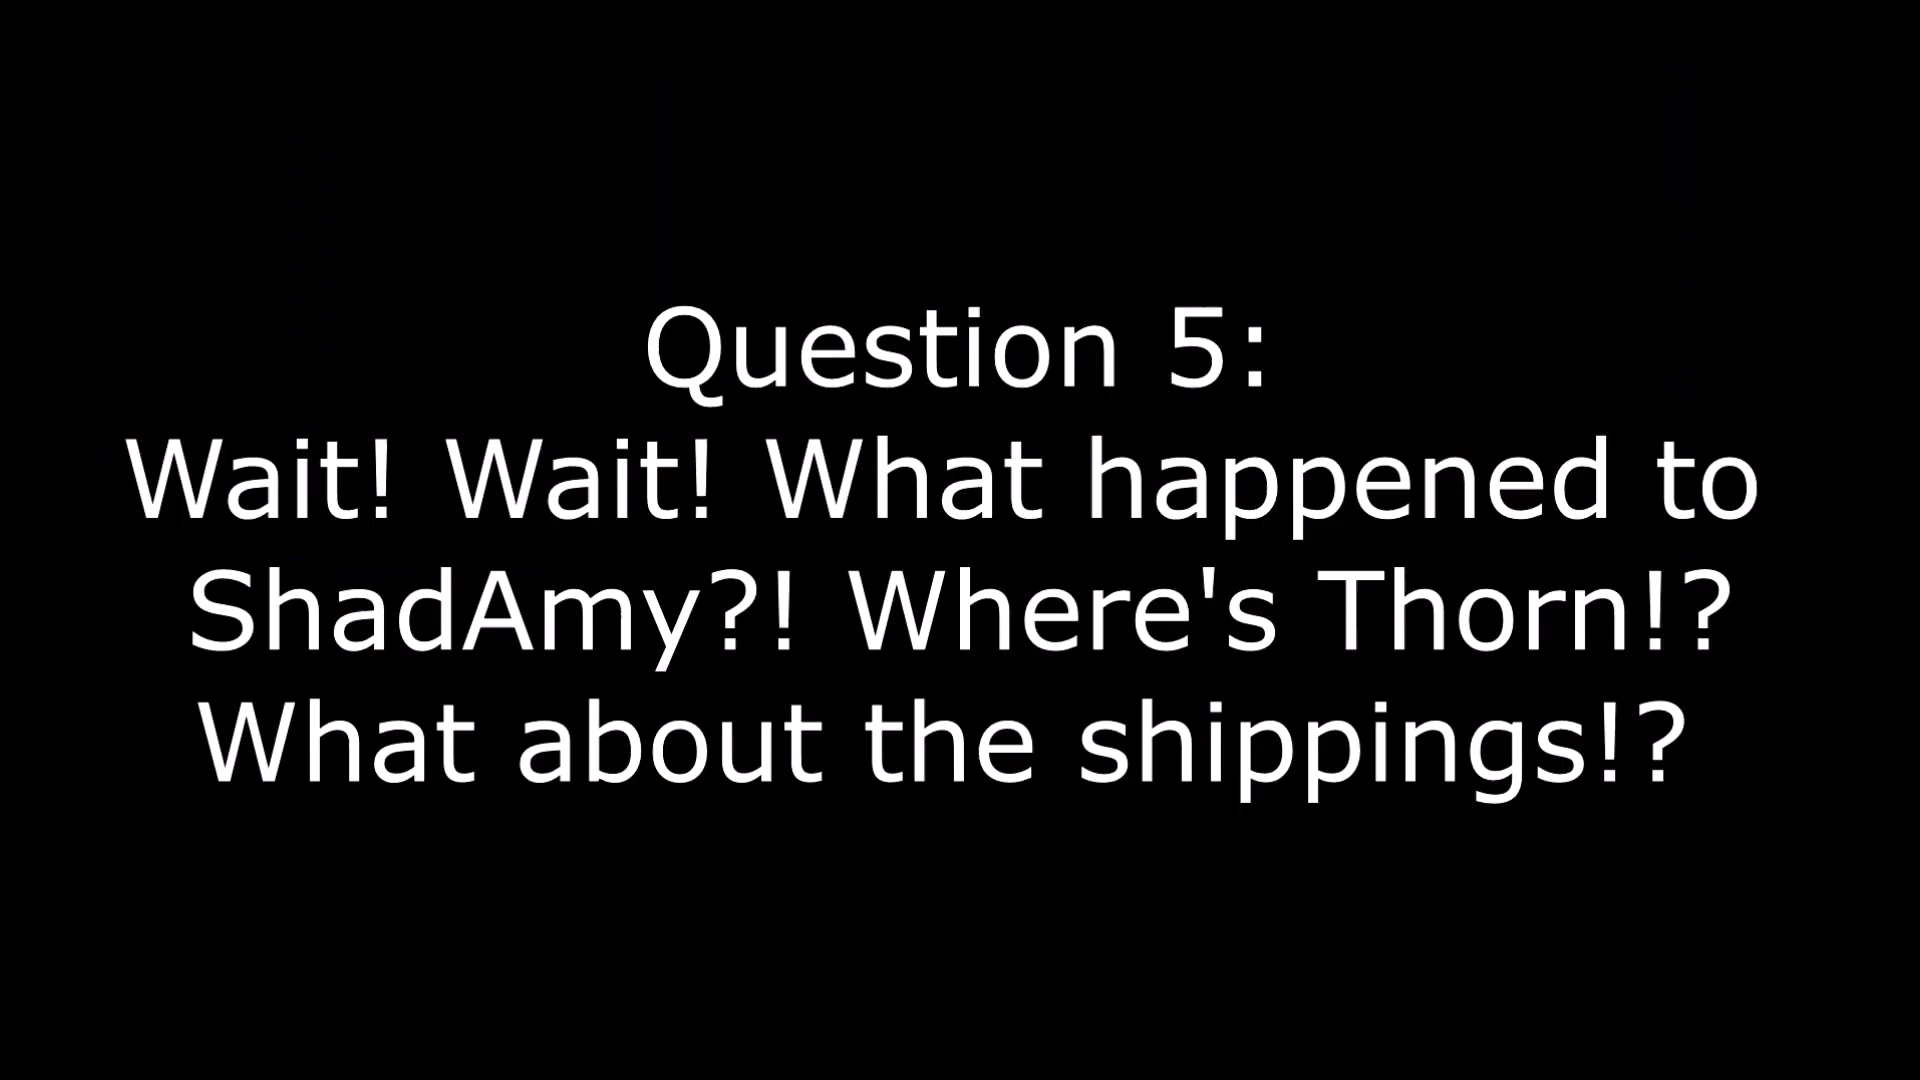 Question 5:
Wait! Wait! What happened to
ShadAmy?! Where's Thorn!?
What about the shippings!?